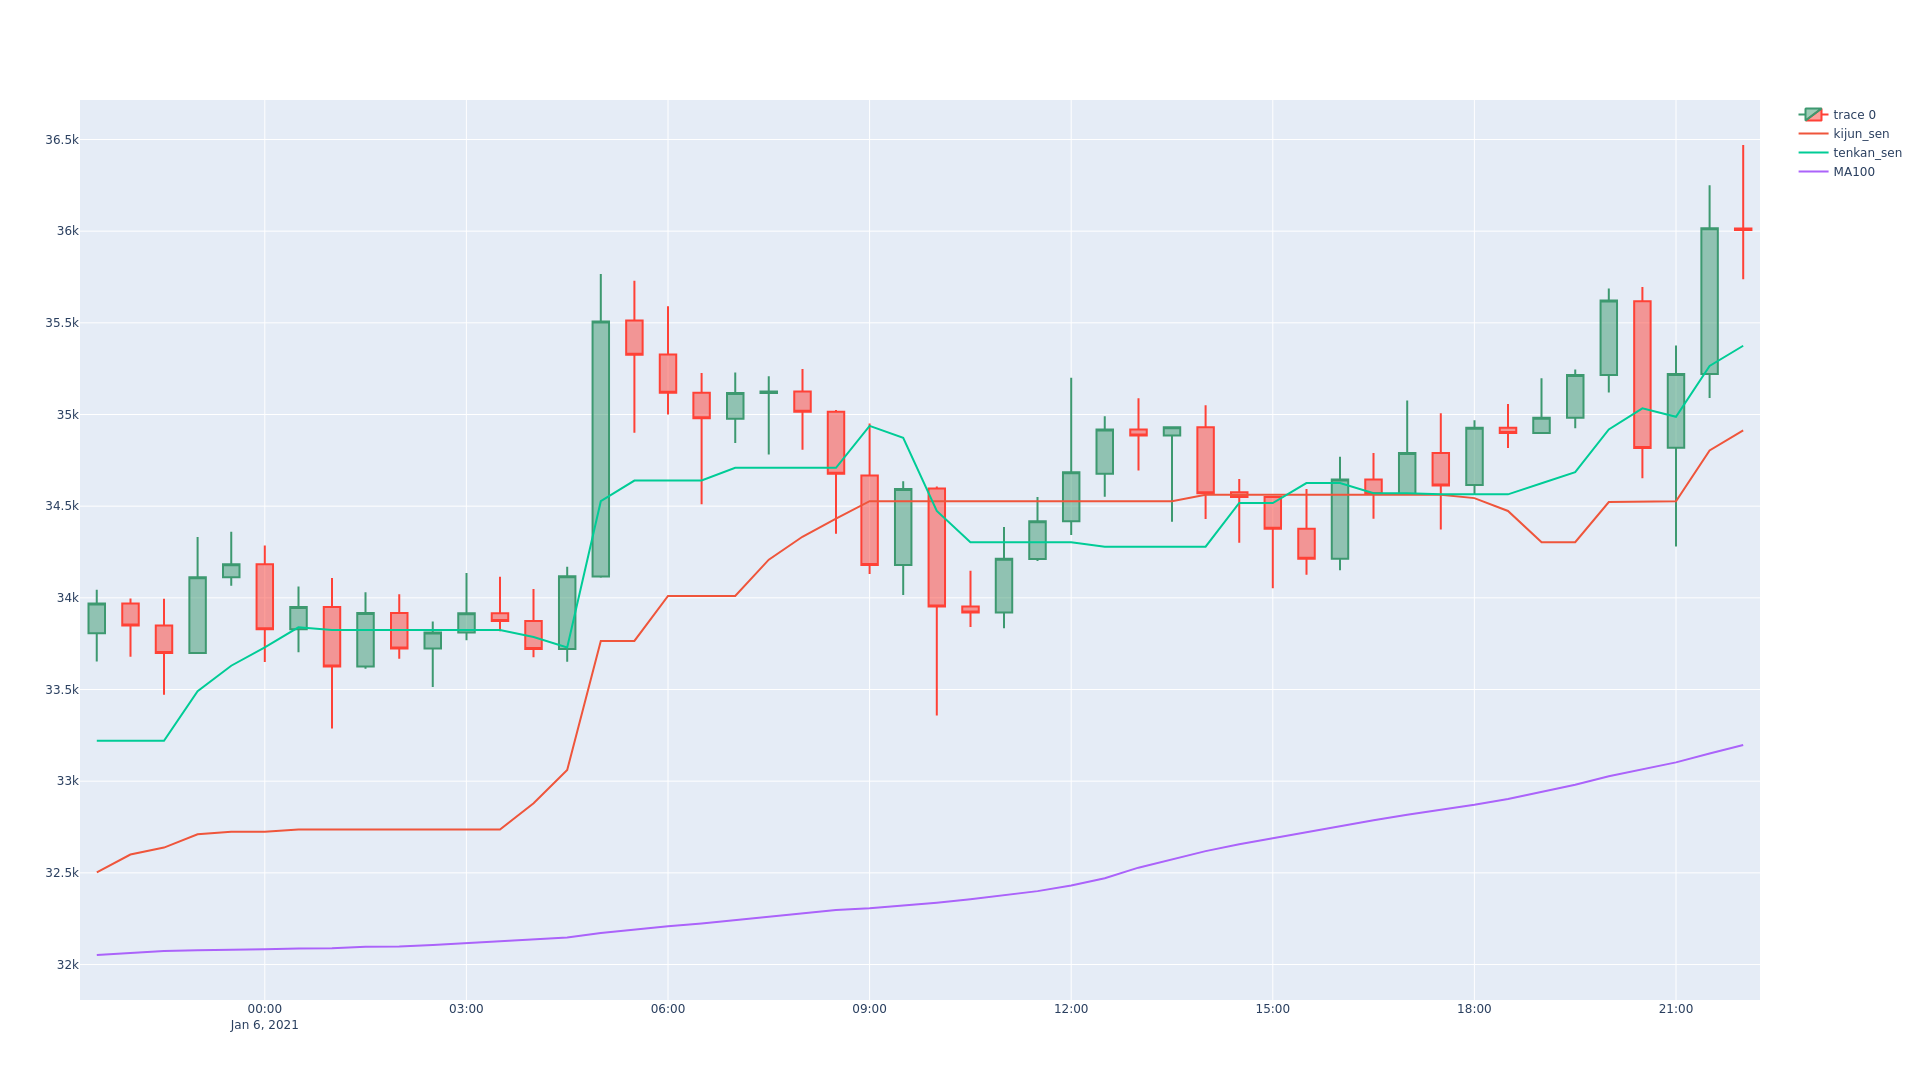 36.5k
36k
35.5k
35k
34.5k
34k
33.5k
33k
32.5k
32k
00:00
Jan 6, 2021
03:00
06:00
09:00
12:00
15:00
18:00
21:00
trace 0
kijun_sen
tenkan_sen
MA100